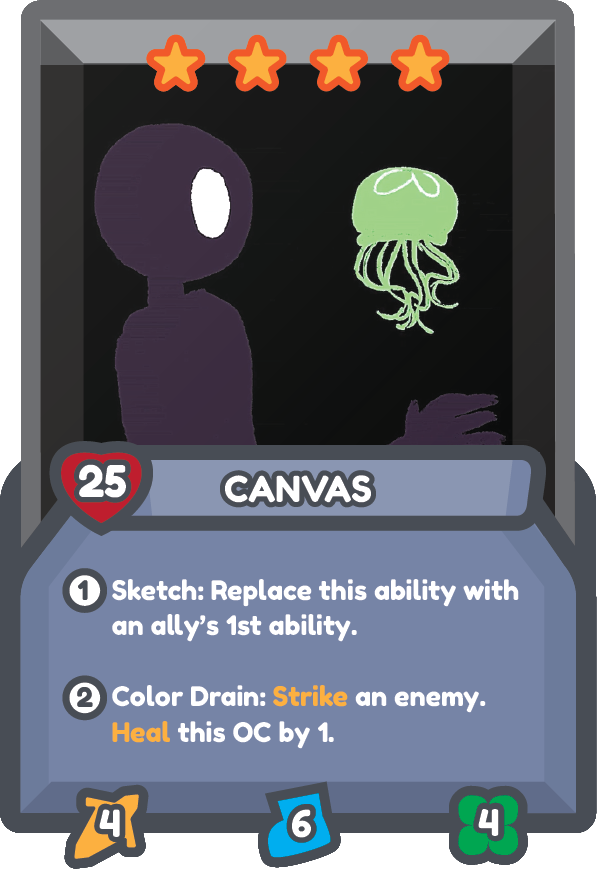 25
CANVAS
1 Sketch: Replace this ability with
an ally's 1st ability.
2 Color Drain: Strike an enemy.
Heal this OC by 1.
4 6 4